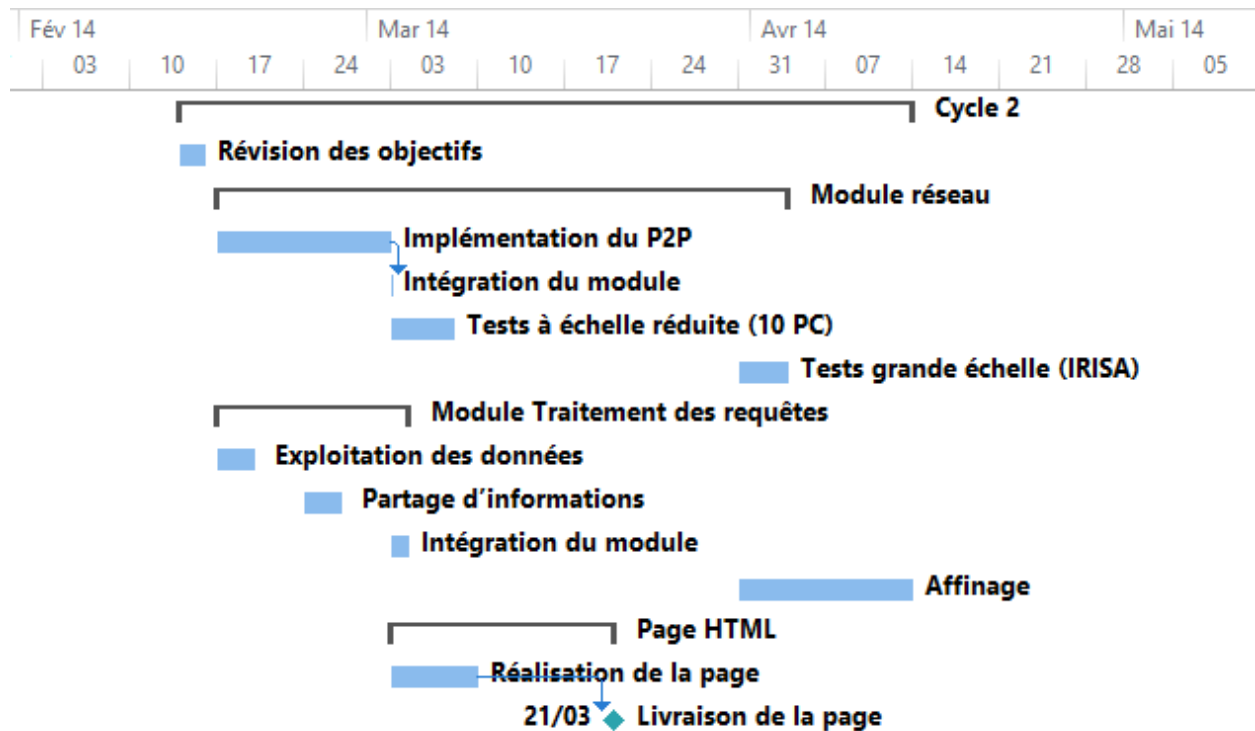 Fév 14 Mar 14 Avr 14 Mai 14
03 10 17 24 03 10 17 24 31 07 14 21 28 05
Cycle 2
Révision des objectifs
Module réseau
Implémentation du P2P
Intégration du module
Tests à échelle réduite (10 PC)
Tests grande échelle (IRISA)
Module Traitement des requêtes
Exploitation des données
Partage d’informations
Intégration du module
Affinage
Page HTML
Réalisation de la page
21/03 Livraison de la page